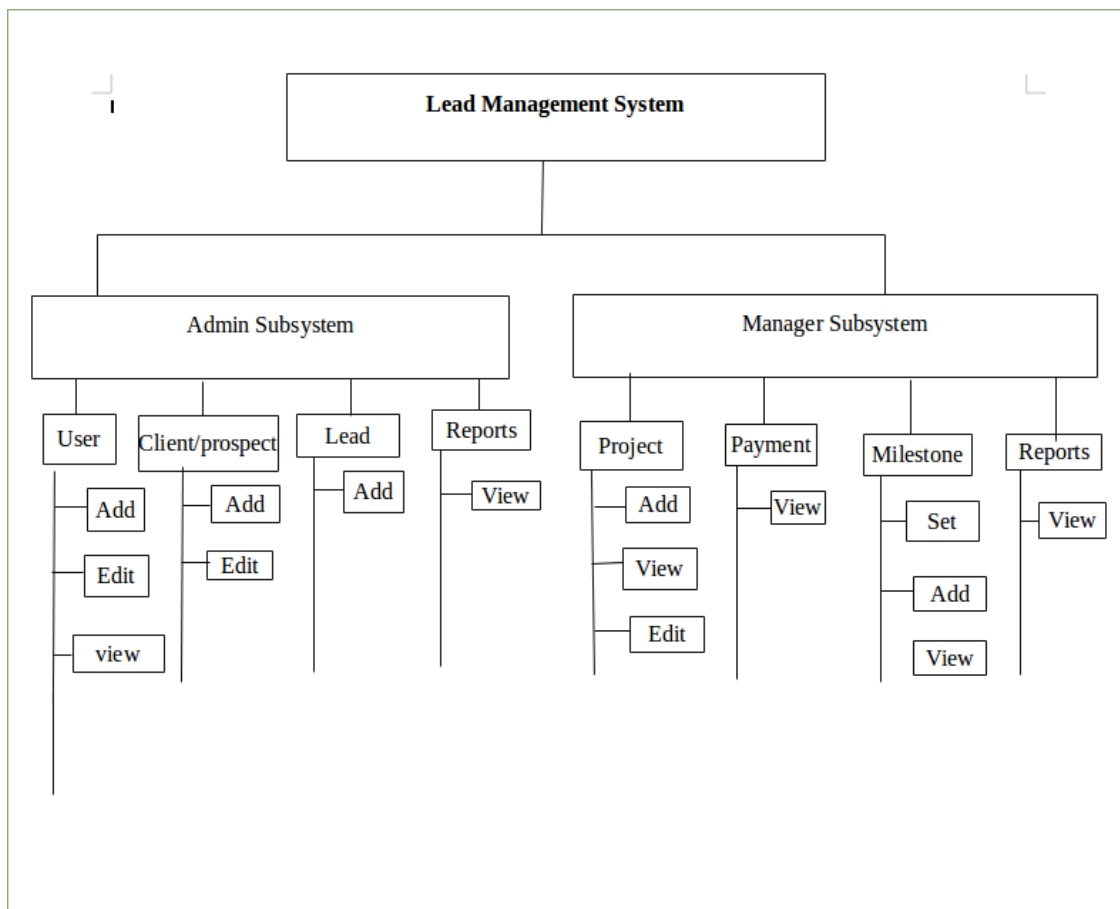 Lead Management System
Admin Subsystem
Manager Subsystem
User
Client/prospect
Lead
Reports
Project
Payment
Milestone
Reports
Add
Add
Add
View
Add
View
Set
View
Edit
Edit
View
Add
view
Edit
View